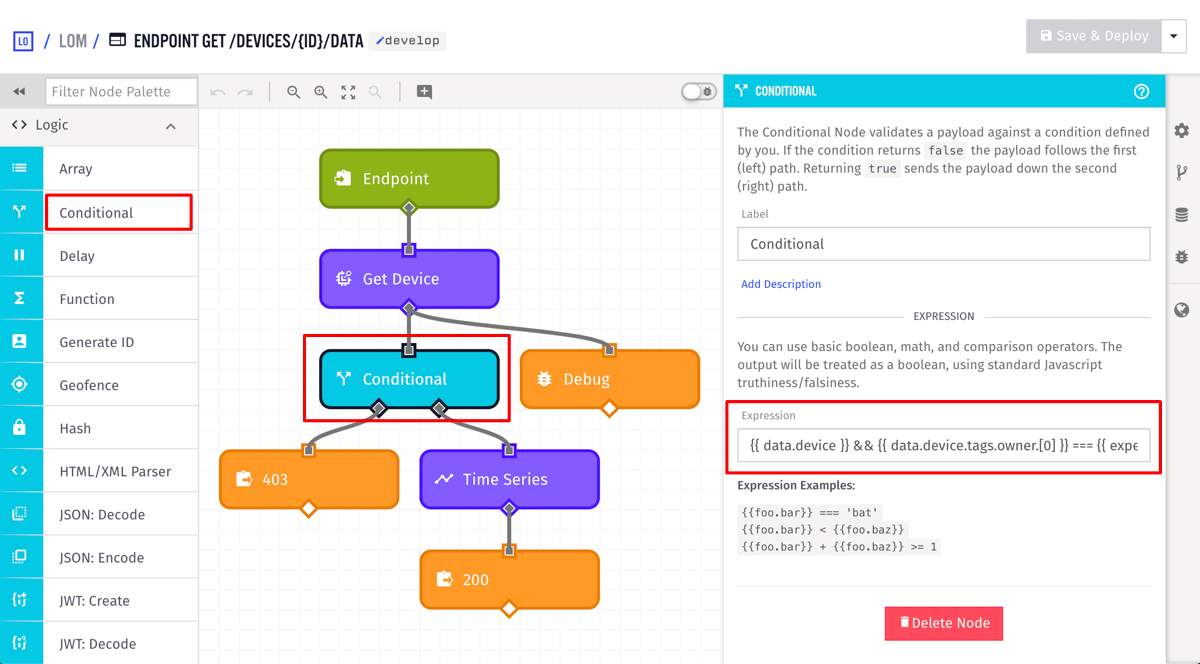 LO / LOM / ENDPOINT GET /DEVICES/{ID}/DATA develop
Save & Deploy
Filter Node Palette
Logic
Array
Conditional
Delay
Function
Generate ID
Geofence
Hash
HTML/XML Parser
JSON: Decode
JSON: Encode
JWT: Create
JWT: Decode
Endpoint
Get Device
Conditional
Debug
403
Time Series
200
CONDITIONAL
The Conditional Node validates a payload against a condition defined
by you. If the condition returns false the payload follows the first
(left) path. Returning true sends the payload down the second
(right) path.
Label
Conditional
Add Description
EXPRESSION
You can use basic boolean, math, and comparison operators. The
output will be treated as a boolean, using standard Javascript
truthiness/falsiness.
Expression
{{ data.device }} && {{ data.device.tags.owner.[0] }} === {{ expe
Expression Examples:
{{foo.bar}} === 'bat'
{{foo.bar}} < {{foo.baz}}
{{foo.bar}} + {{foo.baz}} >= 1
Delete Node